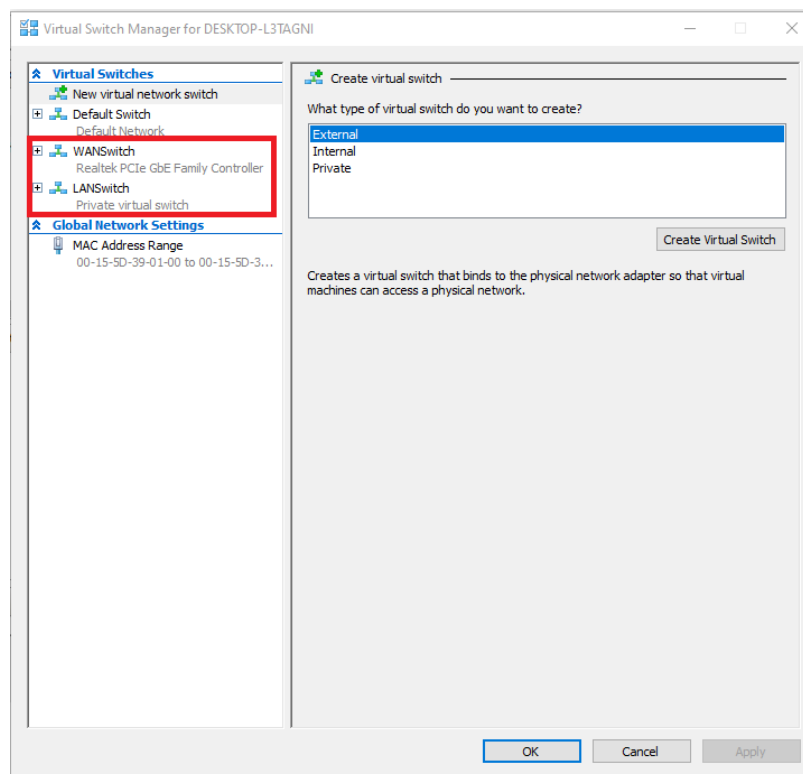 Virtual Switch Manager for DESKTOP-L3TAGNI
Virtual Switches
New virtual network switch
Default Switch
Default Network
WANSwitch
Realtek PCIe GbE Family Controller
LANSwitch
Private virtual switch
Global Network Settings
MAC Address Range
00-15-5D-39-01-00 to 00-15-5D-3...
Create virtual switch
What type of virtual switch do you want to create?
External
Internal
Private
Create Virtual Switch
Creates a virtual switch that binds to the physical network adapter so that virtual
machines can access a physical network.
OK
Cancel
Apply